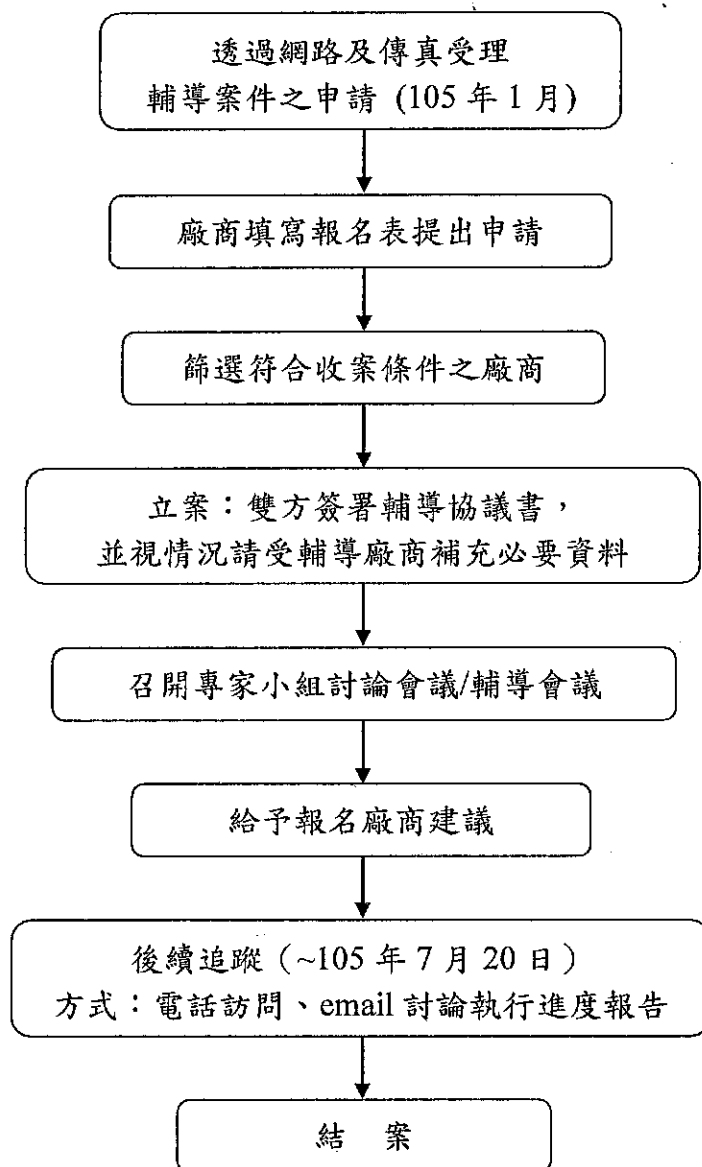 透過網路及傳真受理
輔導案件之申請 (105 年 1 月)
廠商填寫報名表提出申請
篩選符合收案條件之廠商
立案：雙方簽署輔導協議書，
並視情況請受輔導廠商補充必要資料
召開專家小組討論會議/輔導會議
給予報名廠商建議
後續追蹤（~105 年 7 月 20 日）
方式：電話訪問、email 討論執行進度報告
結　案